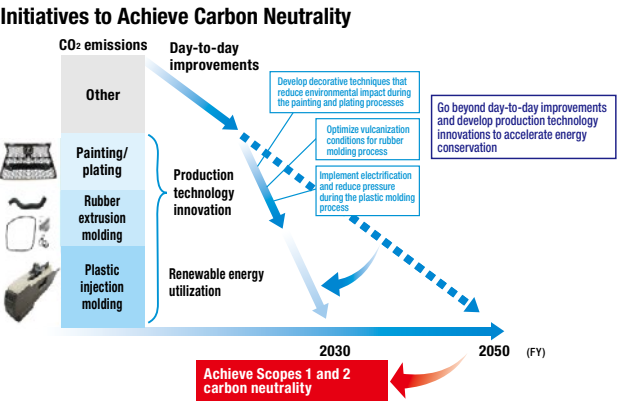 Initiatives to Achieve Carbon Neutrality
CO2 emissions
Day-to-day
improvements
Other
Painting/
plating
Rubber
extrusion
molding
Plastic
injection
molding
Production
technology
innovation
Renewable energy
utilization
Develop decorative techniques that
reduce environmental impact during
the painting and plating processes
Optimize vulcanization
conditions for rubber
molding process
Implement electrification
and reduce pressure
during the plastic molding
process
Go beyond day-to-day improvements
and develop production technology
innovations to accelerate energy
conservation
2030
2050
(FY)
Achieve Scopes 1 and 2
carbon neutrality